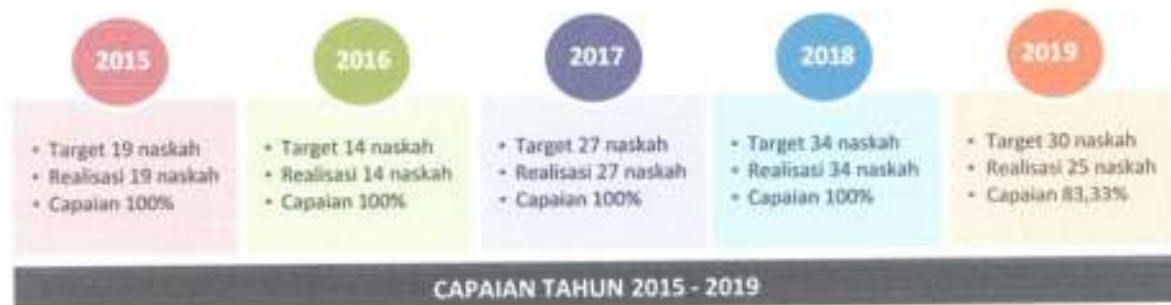 2015
• Target 19 naskah
• Realisasi 19 naskah
• Capaian 100%
2016
• Target 14 naskah
• Realisasi 14 naskah
• Capaian 100%
2017
• Target 27 naskah
• Realisasi 27 naskah
• Capaian 100%
2018
• Target 34 naskah
• Realisasi 34 naskah
• Capaian 100%
2019
• Target 30 naskah
• Realisasi 25 naskah
• Capaian 83,33%
CAPAIAN TAHUN 2015 - 2019